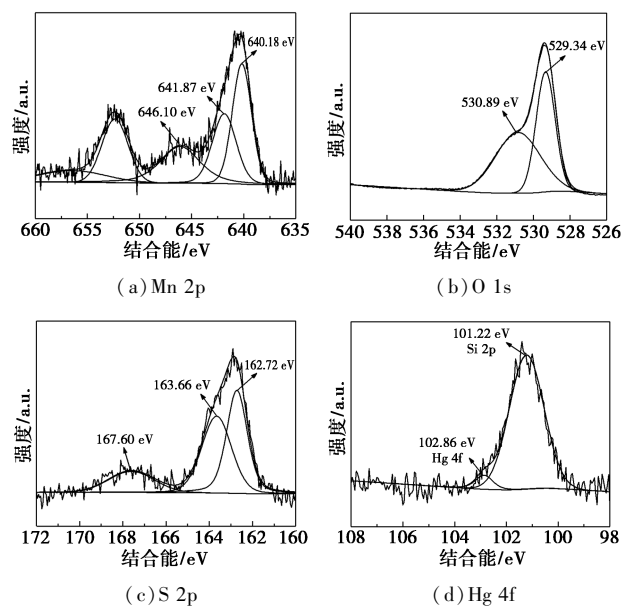 640.18 eV
641.87 eV
646.10 eV
强度/a.u.
660 655 650 645 640 635
结合能/eV
(a)Mn 2p
529.34 eV
530.89 eV
强度/a.u.
540 538 536 534 532 530 528 526
结合能/eV
(b)O 1s
162.72 eV
163.66 eV
167.60 eV
强度/a.u.
172 170 168 166 164 162 160
结合能/eV
(c)S 2p
101.22 eV
Si 2p
102.86 eV
Hg 4f
强度/a.u.
108 106 104 102 100 98
结合能/eV
(d)Hg 4f